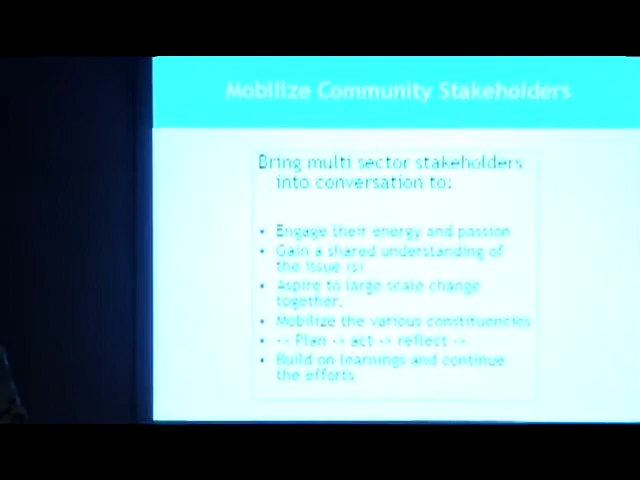 Mobilize Community Stakeholders
Bring multi sector stakeholders
into conversation to:
• Engage their energy and passion
• Gain a shared understanding of
the issue (s)
• Aspire to large scale change
together.
• Mobilize the various constituencies
• -> Plan -> act -> reflect ->
• Build on learnings and continue
the efforts